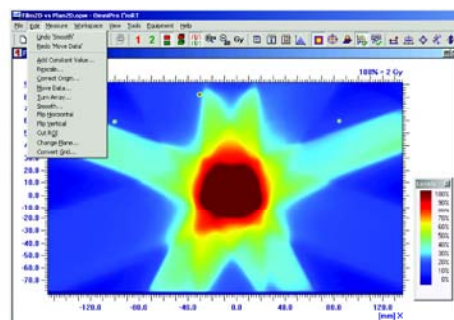 Film2D vs Plan2D.opw - OmniPro I'mRT
File Edit Measure Workspace View Tools Equipment Help
Undo 'Smooth'
Redo 'Move Data'
Add Constant Value...
Rescale...
Correct Origin...
Move Data...
Turn Array...
Smooth...
Flip Horizontal
Flip Vertical
Cut ROI
Change Plane...
Convert Grid...
1 2 Gy
100% = 2 Gy
20.0
10.0
0.0
-10.0
-20.0
-30.0
-40.0
-50.0
-60.0
-70.0
-140.0 -80.0 -40.0 0.0 40.0 80.0 140.0
[mm] X
100%
90%
80%
70%
60%
50%
40%
30%
20%
10%
0%